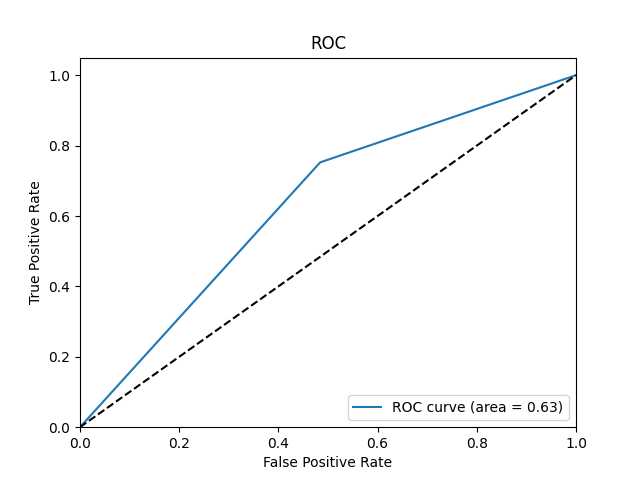 ROC
1.0
0.8
0.6
0.4
0.2
0.0
True Positive Rate
ROC curve (area = 0.63)
0.0 0.2 0.4 0.6 0.8 1.0
False Positive Rate